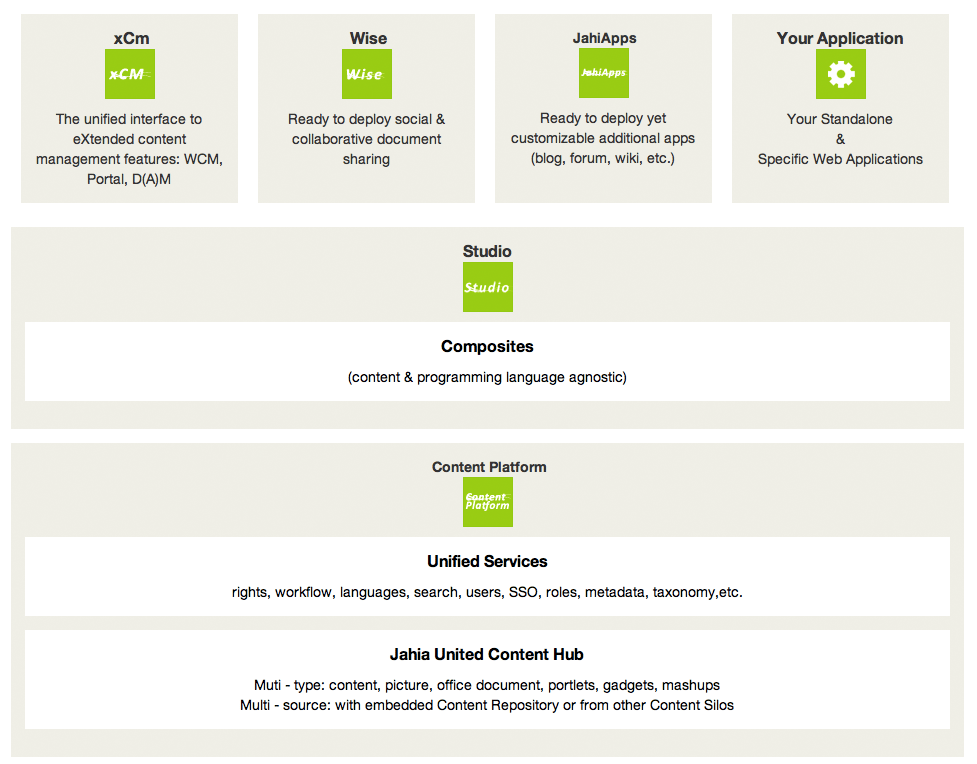 xCm
xCM
The unified interface to
eXtended content
management features: WCM,
Portal, D(A)M
Wise
Wise
Ready to deploy social &
collaborative document
sharing
JahiApps
JahiApps
Ready to deploy yet
customizable additional apps
(blog, forum, wiki, etc.)
Your Application
Your Standalone
&
Specific Web Applications
Studio
Studio
Composites
(content & programming language agnostic)
Content Platform
Content
Platform
Unified Services
rights, workflow, languages, search, users, SSO, roles, metadata, taxonomy,etc.
Jahia United Content Hub
Muti - type: content, picture, office document, portlets, gadgets, mashups
Multi - source: with embedded Content Repository or from other Content Silos